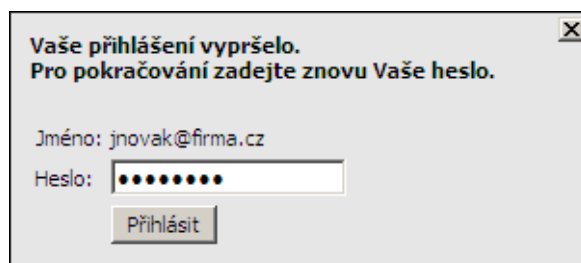 Vaše přihlášení vypršelo.
Pro pokračování zadejte znovu Vaše heslo.
Jméno: jnovak@firma.cz
Heslo: ●●●●●●●●
Přihlásit